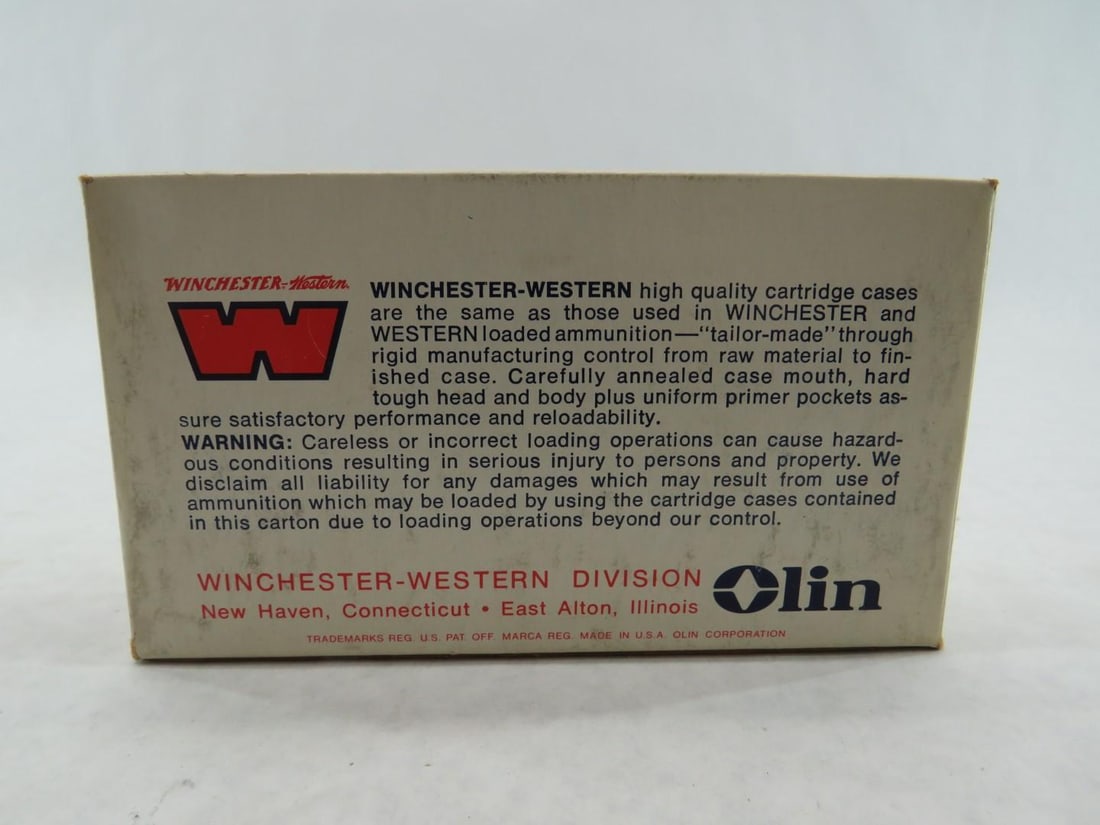 WINCHESTER-Western
W
WINCHESTER-WESTERN high quality cartridge cases
are the same as those used in WINCHESTER and
WESTERN loaded ammunition—"tailor-made" through
rigid manufacturing control from raw material to fin-
ished case. Carefully annealed case mouth, hard
tough head and body plus uniform primer pockets as-
sure satisfactory performance and reloadability.
WARNING: Careless or incorrect loading operations can cause hazard-
ous conditions resulting in serious injury to persons and property. We
disclaim all liability for any damages which may result from use of
ammunition which may be loaded by using the cartridge cases contained
in this carton due to loading operations beyond our control.
WINCHESTER-WESTERN DIVISION
New Haven, Connecticut • East Alton, Illinois
Olin
TRADEMARKS REG. U.S. PAT. OFF. MARCA REG. MADE IN U.S.A. OLIN CORPORATION